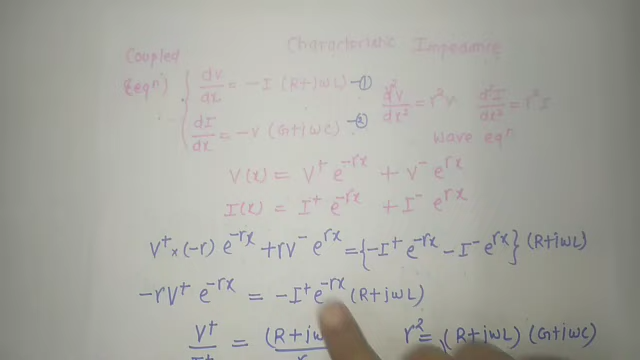 Coupled Characteristic Impedance
(eqⁿ) { dv/dx = -I (R+jωL) -① d²V/dx² = r²V d²I/dx² = r²I
dI/dx = -V (G+jωC) -② wave eqⁿ
V(x) = V⁺ e^-rx + V⁻ e^rx
I(x) = I⁺ e^-rx + I⁻ e^rx
V⁺ × (-r) e^-rx + rV⁻ e^rx = {-I⁺ e^-rx - I⁻ e^rx} (R+jωL)
-rV⁺ e^-rx = -I⁺ e^-rx (R+jωL)
V⁺/I⁺ = (R+jω r² = (R+jωL) (G+jωC)